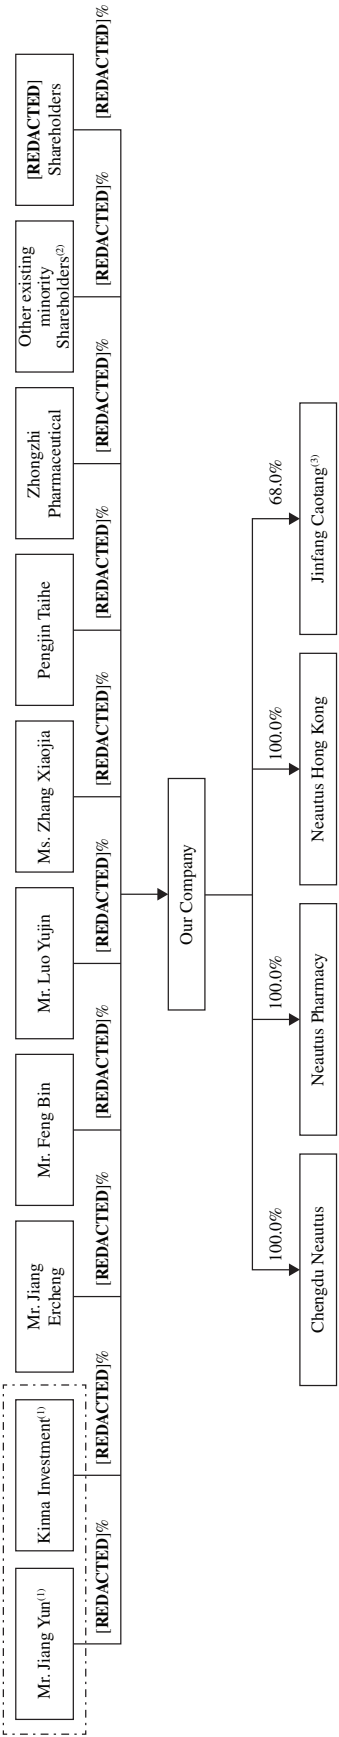 Mr. Jiang Yun(1)
Kinna Investment(1)
Mr. Jiang
Ercheng
Mr. Feng Bin
Mr. Luo Yujin
Ms. Zhang Xiaojia
Pengjin Taihe
Zhongzhi
Pharmaceutical
Other existing
minority
Shareholders(2)
[REDACTED]
Shareholders
[REDACTED]%
[REDACTED]%
[REDACTED]%
[REDACTED]%
[REDACTED]%
[REDACTED]%
[REDACTED]%
[REDACTED]%
[REDACTED]%
[REDACTED]%
Our Company
100.0%
100.0%
100.0%
68.0%
Chengdu Neautus
Neautus Pharmacy
Neautus Hong Kong
Jinfang Caotang(3)